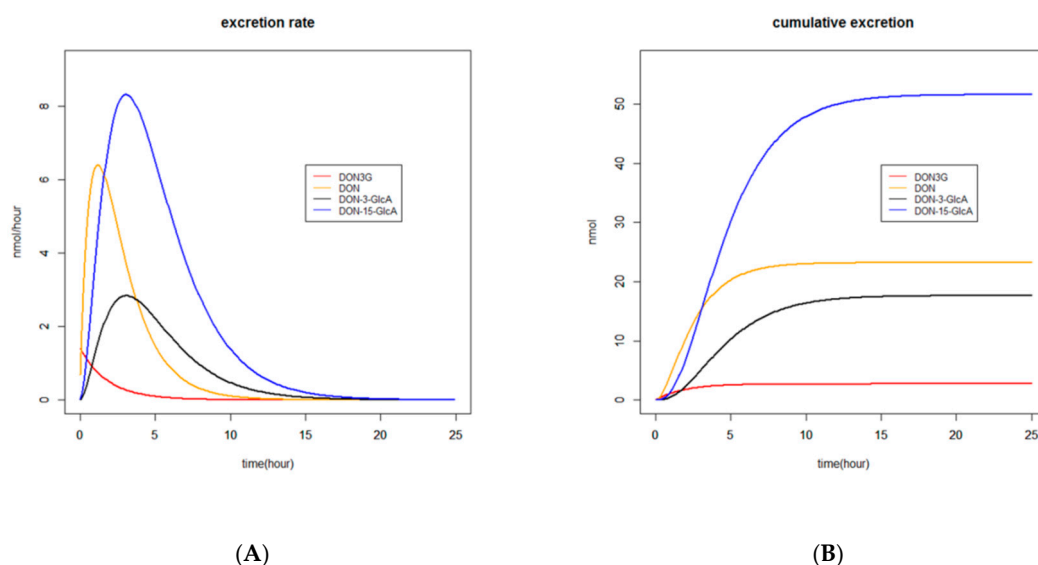 excretion rate
nmol/hour
8
6
4
2
0
DON3G
DON
DON-3-GlcA
DON-15-GlcA
0 5 10 15 20 25
time(hour)
(A)
cumulative excretion
nmol
50
40
30
20
10
0
DON3G
DON
DON-3-GlcA
DON-15-GlcA
0 5 10 15 20 25
time(hour)
(B)